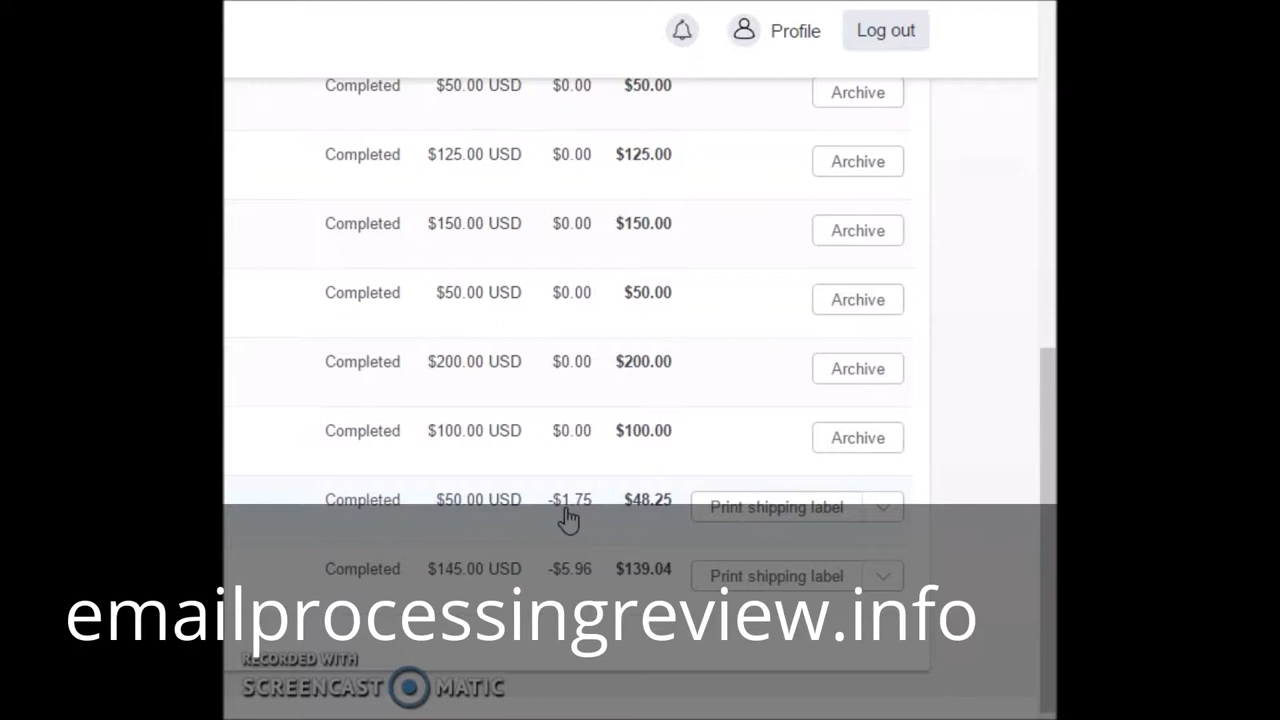 Profile Log out
Completed $50.00 USD $0.00 $50.00 Archive
Completed $125.00 USD $0.00 $125.00 Archive
Completed $150.00 USD $0.00 $150.00 Archive
Completed $50.00 USD $0.00 $50.00 Archive
Completed $200.00 USD $0.00 $200.00 Archive
Completed $100.00 USD $0.00 $100.00 Archive
Completed $50.00 USD -$1.75 $48.25 Print shipping label
Completed $145.00 USD -$5.96 $139.04 Print shipping label
emailprocessingreview.info
RECORDED WITH
SCREENCAST MATIC